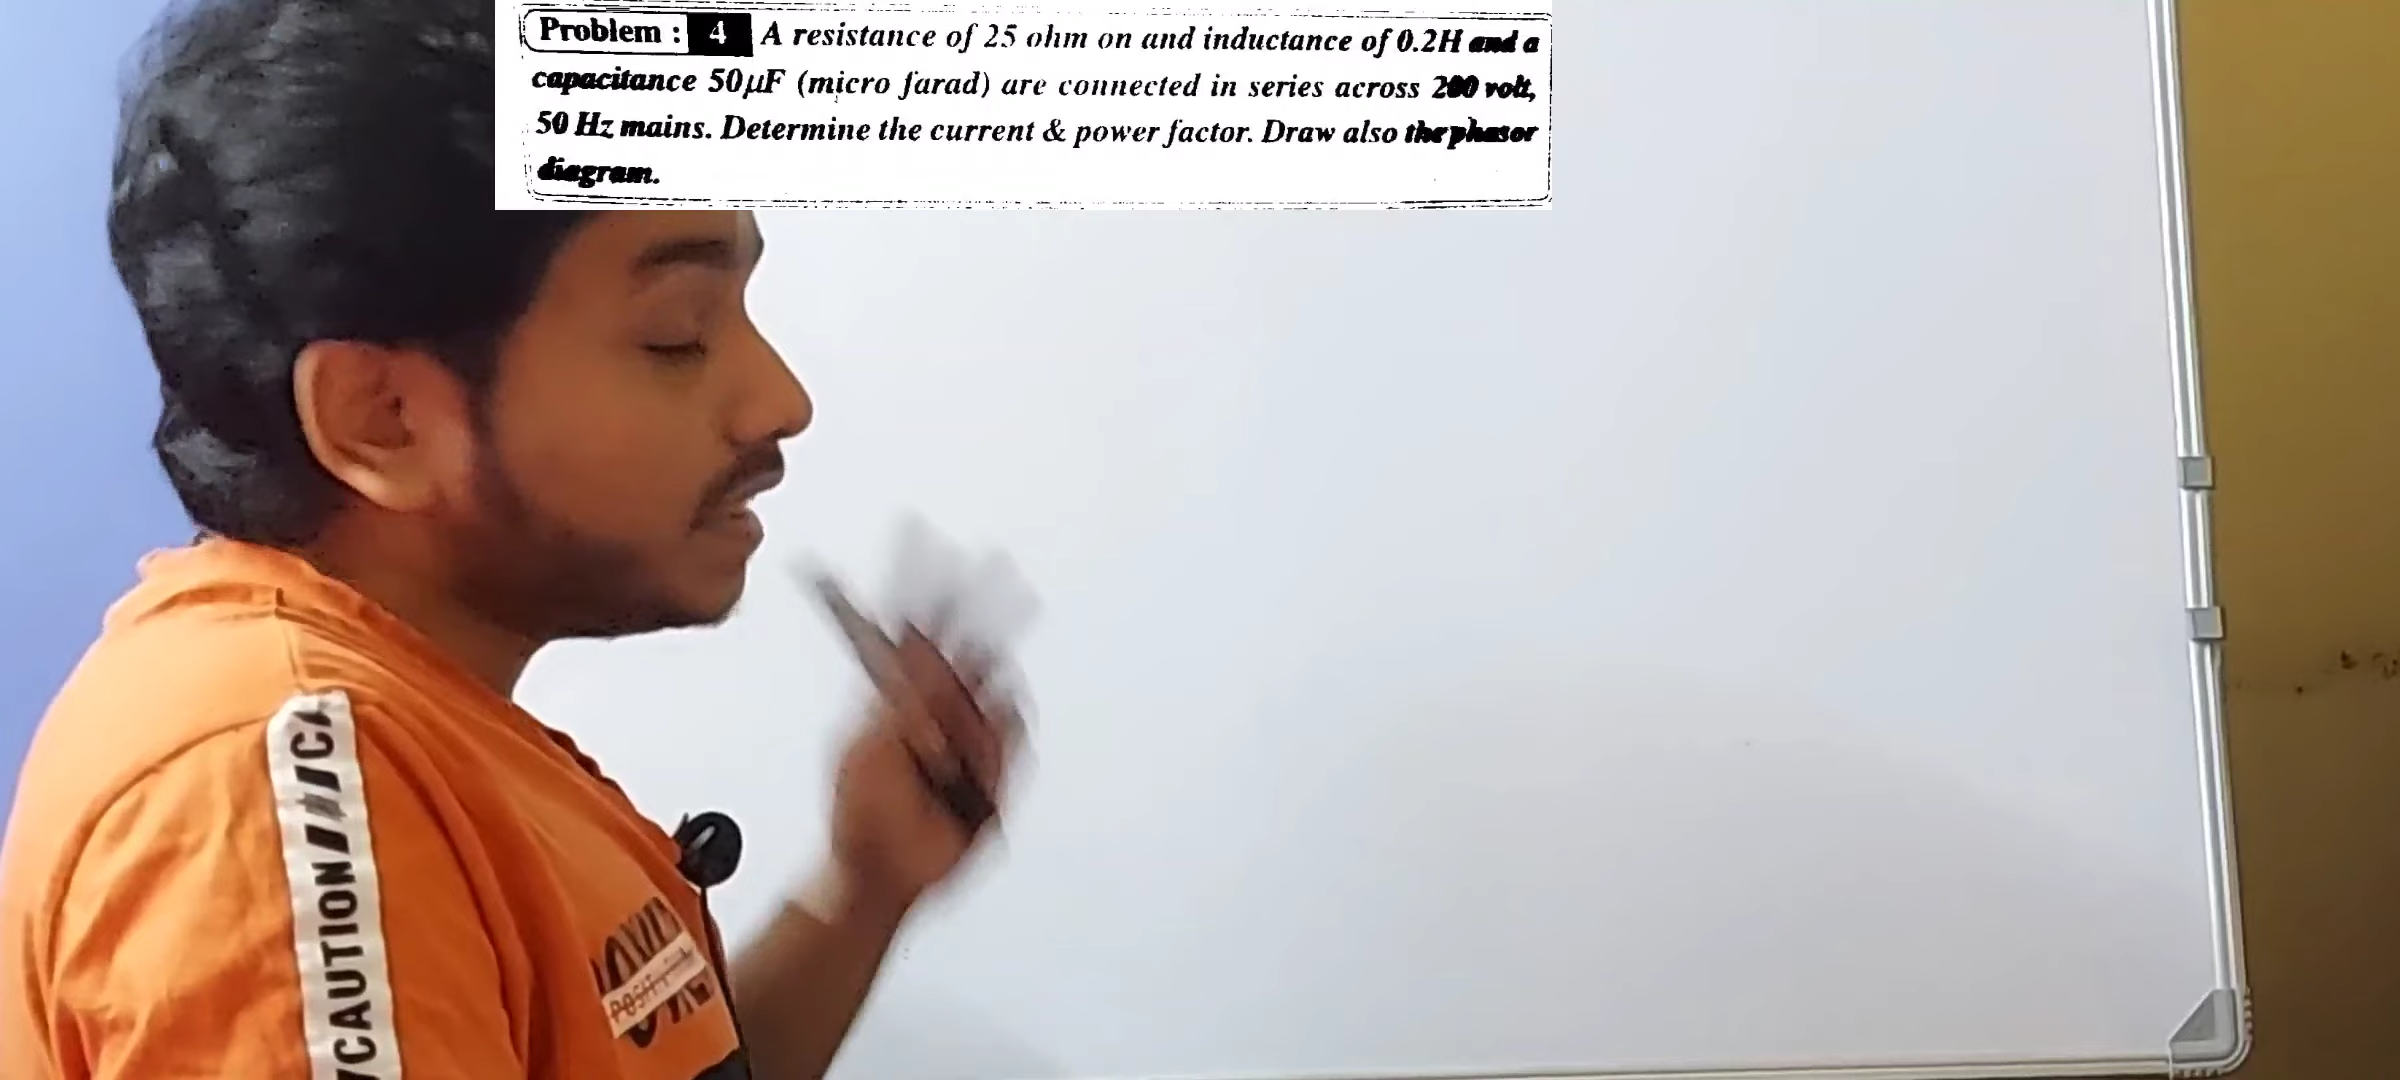 Problem : 4 A resistance of 25 ohm on and inductance of 0.2H and a
capacitance 50μF (micro farad) are connected in series across 200 volt,
50 Hz mains. Determine the current & power factor. Draw also the phasor
diagram.
CAUTION///CA
/CAUTION